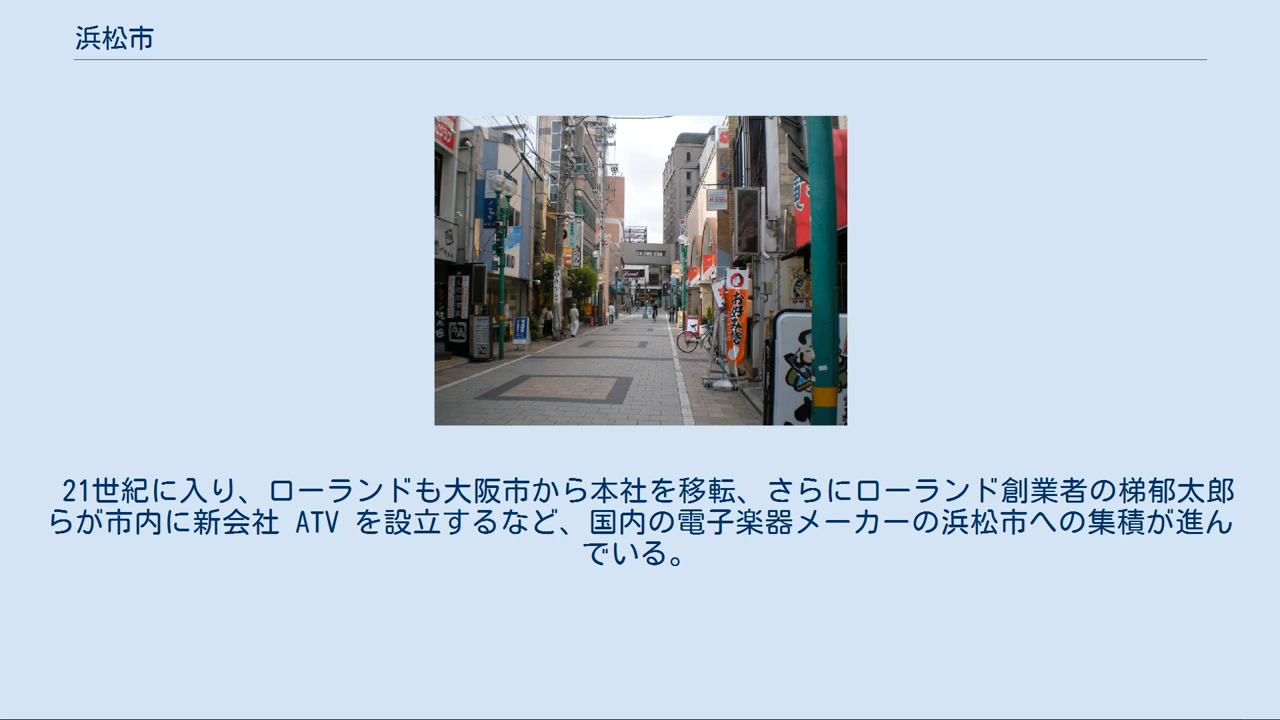 浜松市
お好み焼
21世紀に入り、ローランドも大阪市から本社を移転、さらにローランド創業者の梯郁太郎
らが市内に新会社 ATV を設立するなど、国内の電子楽器メーカーの浜松市への集積が進ん
でいる。